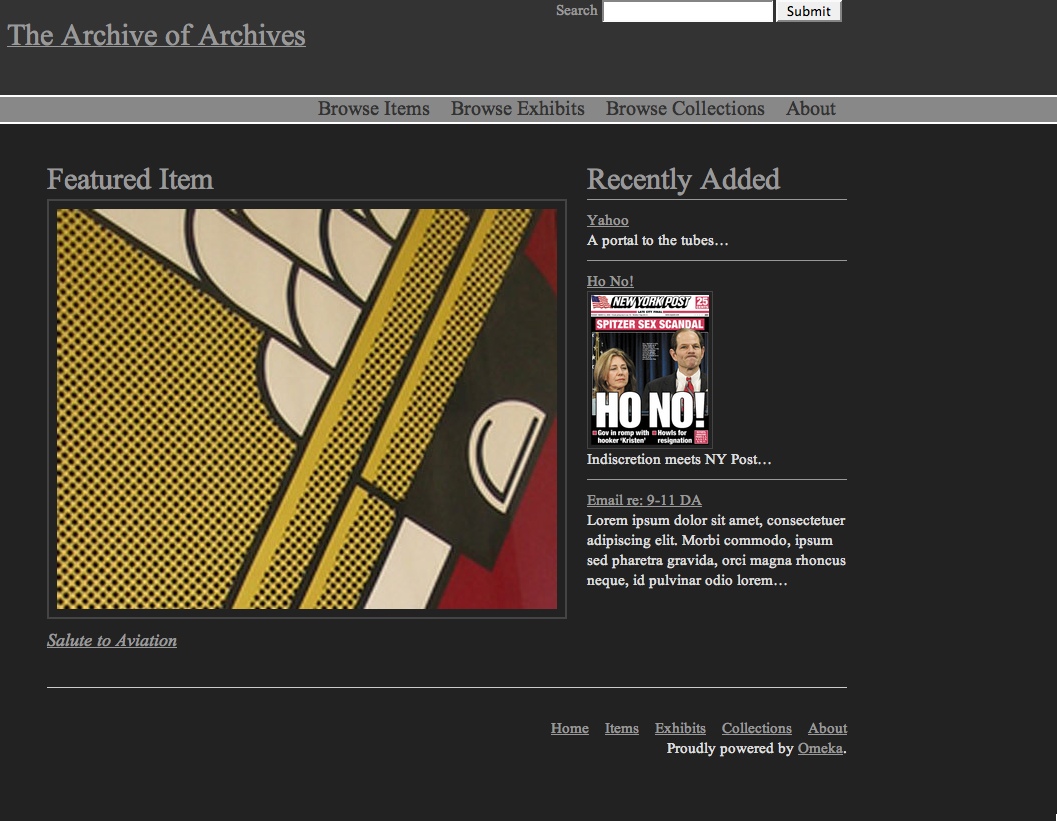 Search Submit
The Archive of Archives
Browse Items Browse Exhibits Browse Collections About
Featured Item
Salute to Aviation
Recently Added
Yahoo
A portal to the tubes…
Ho No!
NEW YORK POST
25
LATE CITY FINAL
SPITZER SEX SCANDAL
HO NO!
Gov in romp with
hooker 'Kristen'
Howls for
resignation
Indiscretion meets NY Post…
Email re: 9-11 DA
Lorem ipsum dolor sit amet, consectetuer
adipiscing elit. Morbi commodo, ipsum
sed pharetra gravida, orci magna rhoncus
neque, id pulvinar odio lorem…
Home Items Exhibits Collections About
Proudly powered by Omeka.